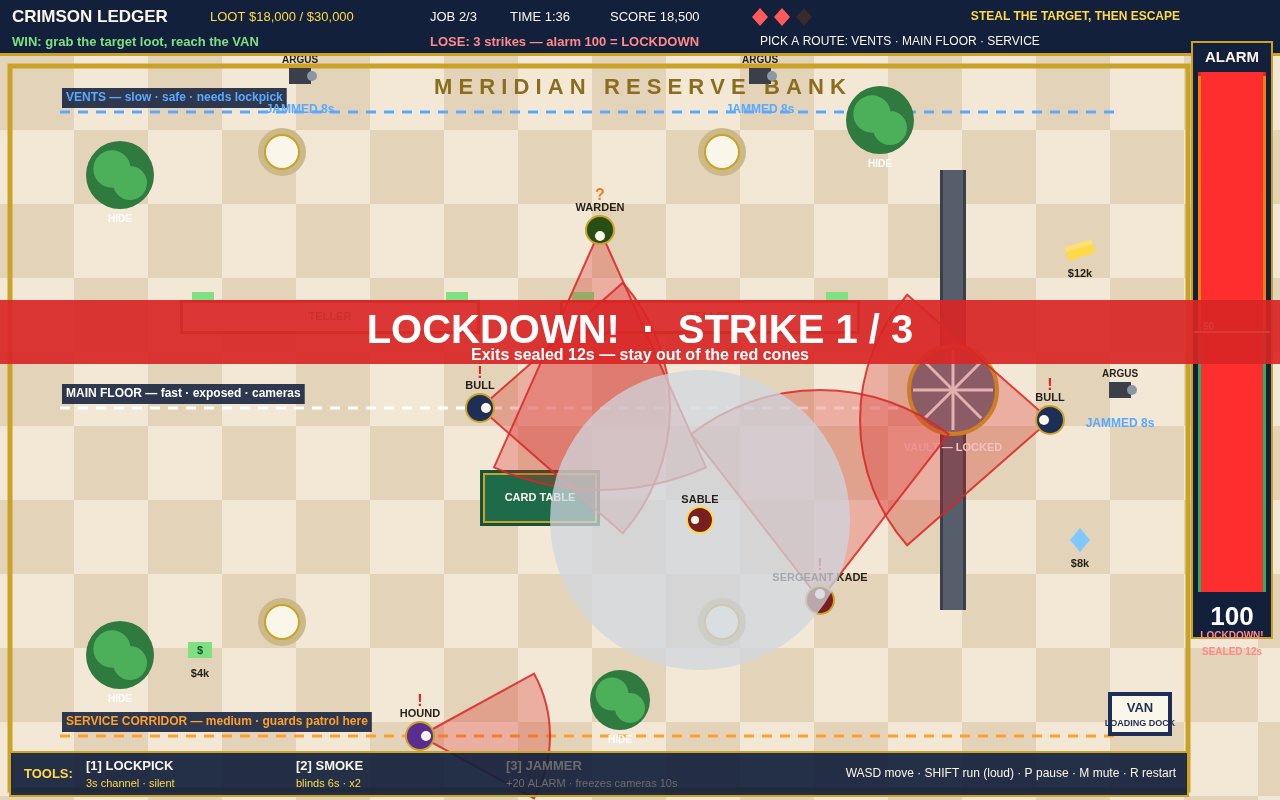 CRIMSON LEDGER
LOOT $18,000 / $30,000
JOB 2/3
TIME 1:36
SCORE 18,500
STEAL THE TARGET, THEN ESCAPE
WIN: grab the target loot, reach the VAN
LOSE: 3 strikes — alarm 100 = LOCKDOWN
PICK A ROUTE: VENTS · MAIN FLOOR · SERVICE
ALARM
ARGUS
ARGUS
MERIDIAN RESERVE BANK
VENTS — slow · safe · needs lockpick
JAMMED 8s
JAMMED 8s
HIDE
?
WARDEN
HIDE
$12k
TELLER
50
LOCKDOWN! · STRIKE 1 / 3
Exits sealed 12s — stay out of the red cones
!
BULL
ARGUS
!
BULL
MAIN FLOOR — fast · exposed · cameras
JAMMED 8s
VAULT — LOCKED
CARD TABLE
SABLE
$8k
!
SERGEANT KADE
100
LOCKDOWN!
SEALED 12s
$
$4k
HIDE
!
HOUND
SERVICE CORRIDOR — medium · guards patrol here
HIDE
VAN
LOADING DOCK
TOOLS:
[1] LOCKPICK
3s channel · silent
[2] SMOKE
blinds 6s · x2
[3] JAMMER
+20 ALARM · freezes cameras 10s
WASD move · SHIFT run (loud) · P pause · M mute · R restart